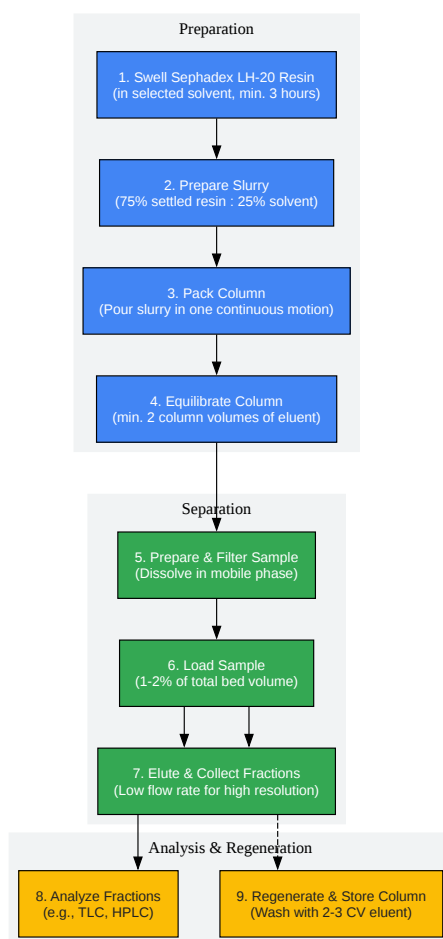 Preparation
1. Swell Sephadex LH-20 Resin
(in selected solvent, min. 3 hours)
2. Prepare Slurry
(75% settled resin : 25% solvent)
3. Pack Column
(Pour slurry in one continuous motion)
4. Equilibrate Column
(min. 2 column volumes of eluent)
Separation
5. Prepare & Filter Sample
(Dissolve in mobile phase)
6. Load Sample
(1-2% of total bed volume)
7. Elute & Collect Fractions
(Low flow rate for high resolution)
Analysis & Regeneration
8. Analyze Fractions
(e.g., TLC, HPLC)
9. Regenerate & Store Column
(Wash with 2-3 CV eluent)